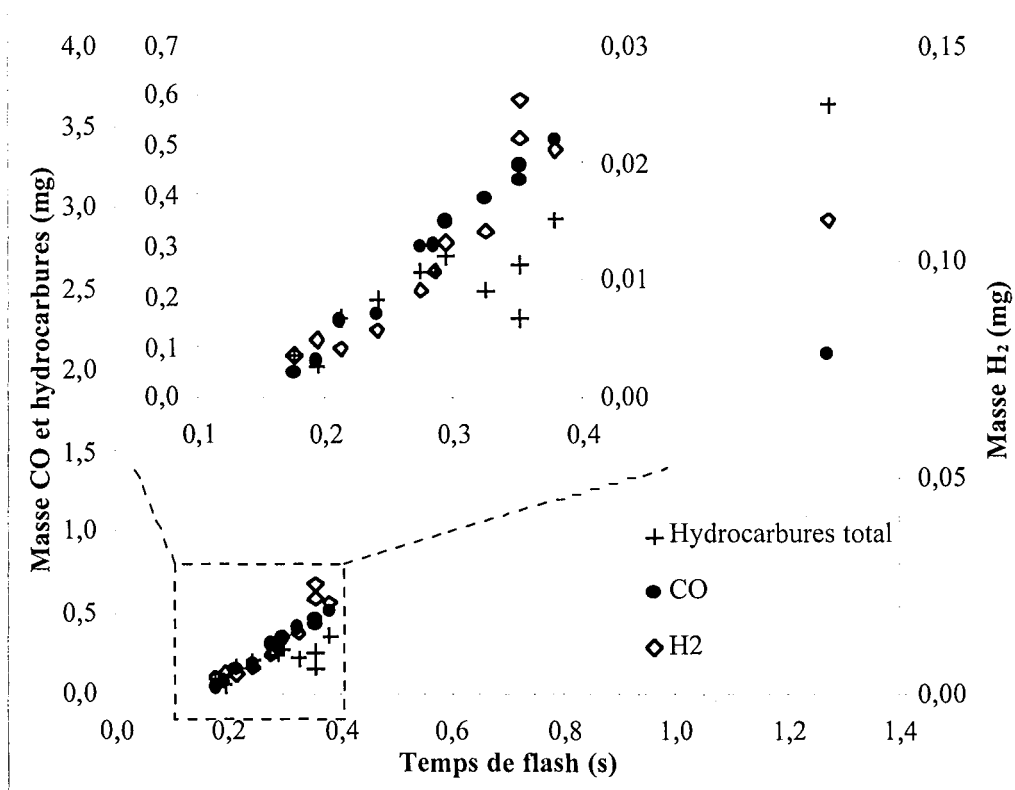 4,0 0,7 0,03 0,15
0,6
3,5 0,5 0,02
3,0 0,4
0,3 0,10
2,5 0,2 0,01
0,1
2,0 0,0 0,00
0,1 0,2 0,3 0,4
1,5 0,05
1,0
0,5
0,0 0,00
0,0 0,2 0,4 0,6 0,8 1,0 1,2 1,4
Masse CO et hydrocarbures (mg)
Masse H₂ (mg)
Hydrocarbures total
CO
H2
Temps de flash (s)